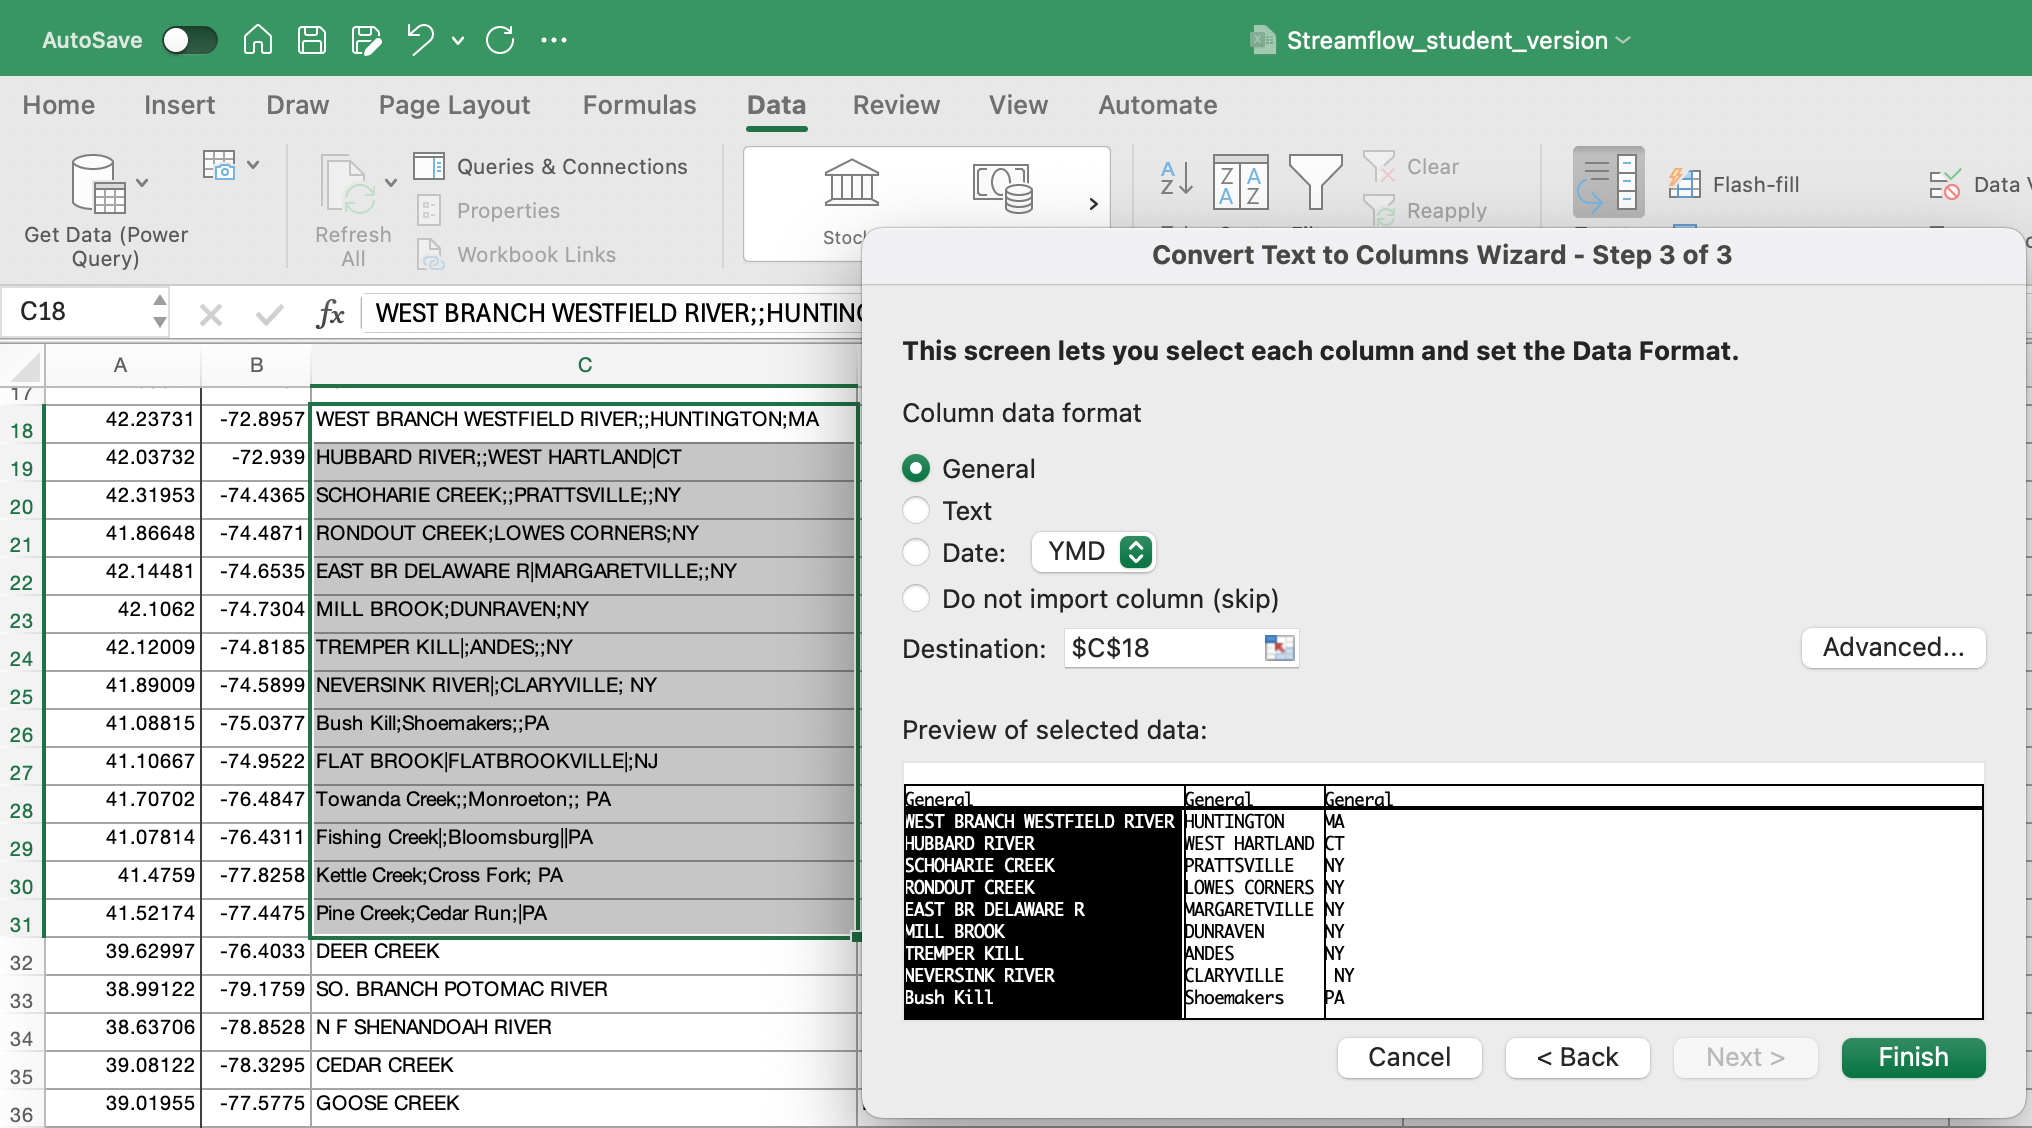 AutoSave
Streamflow_student_version
Home Insert Draw Page Layout Formulas Data Review View Automate
Get Data (Power Query)
Refresh All
Queries & Connections
Properties
Workbook Links
Clear
Reapply
Flash-fill
Data
C18
fx WEST BRANCH WESTFIELD RIVER;;HUNTING
A B C
17
18 42.23731 -72.8957 WEST BRANCH WESTFIELD RIVER;;HUNTINGTON;MA
19 42.03732 -72.939 HUBBARD RIVER;;WEST HARTLAND|CT
20 42.31953 -74.4365 SCHOHARIE CREEK;;PRATTSVILLE;;NY
21 41.86648 -74.4871 RONDOUT CREEK;LOWES CORNERS;NY
22 42.14481 -74.6535 EAST BR DELAWARE R|MARGARETVILLE;;NY
23 42.1062 -74.7304 MILL BROOK;DUNRAVEN;NY
24 42.12009 -74.8185 TREMPER KILL|;ANDES;;NY
25 41.89009 -74.5899 NEVERSINK RIVER|;CLARYVILLE; NY
26 41.08815 -75.0377 Bush Kill;Shoemakers;;PA
27 41.10667 -74.9522 FLAT BROOK|FLATBROOKVILLE|;NJ
28 41.70702 -76.4847 Towanda Creek;;Monroeton;; PA
29 41.07814 -76.4311 Fishing Creek|;Bloomsburg||PA
30 41.4759 -77.8258 Kettle Creek;Cross Fork; PA
31 41.52174 -77.4475 Pine Creek;Cedar Run;|PA
32 39.62997 -76.4033 DEER CREEK
33 38.99122 -79.1759 SO. BRANCH POTOMAC RIVER
34 38.63706 -78.8528 N F SHENANDOAH RIVER
35 39.08122 -78.3295 CEDAR CREEK
36 39.01955 -77.5775 GOOSE CREEK
Convert Text to Columns Wizard - Step 3 of 3
This screen lets you select each column and set the Data Format.
Column data format
General
Text
Date: YMD
Do not import column (skip)
Destination: $C$18
Advanced...
Preview of selected data:
General General General
WEST BRANCH WESTFIELD RIVER HUNTINGTON MA
HUBBARD RIVER WEST HARTLAND CT
SCHOHARIE CREEK PRATTSVILLE NY
RONDOUT CREEK LOWES CORNERS NY
EAST BR DELAWARE R MARGARETVILLE NY
MILL BROOK DUNRAVEN NY
TREMPER KILL ANDES NY
NEVERSINK RIVER CLARYVILLE NY
Bush Kill Shoemakers PA
Cancel < Back Next > Finish